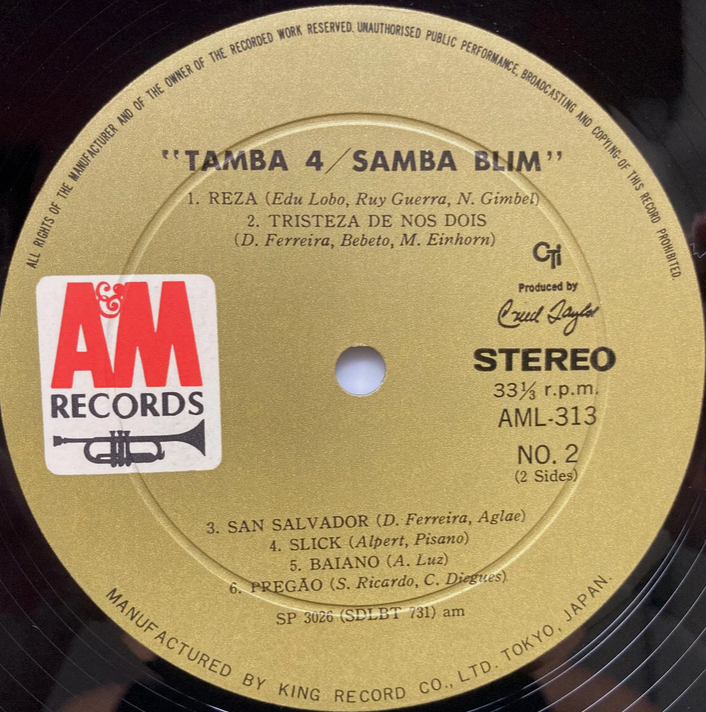 ALL RIGHTS OF THE MANUFACTURER AND OF THE OWNER OF THE RECORDED WORK RESERVED. UNAUTHORISED PUBLIC PERFORMANCE, BROADCASTING AND COPYING OF THIS RECORD PROHIBITED.
"TAMBA 4/SAMBA BLIM"
1. REZA (Edu Lobo, Ruy Guerra, N. Gimbel)
2. TRISTEZA DE NOS DOIS
(D. Ferreira, Bebeto, M. Einhorn)
CTi
Produced by
Creed Taylor
A&M
RECORDS
STEREO
33⅓ r.p.m.
AML-313
NO. 2
(2 Sides)
3. SAN SALVADOR (D. Ferreira, Aglae)
4. SLICK (Alpert, Pisano)
5. BAIANO (A. Luz)
6. PREGÃO (S. Ricardo, C. Diegues)
SP 3026 (SDLBT 731) am
MANUFACTURED BY KING RECORD CO., LTD. TOKYO, JAPAN.